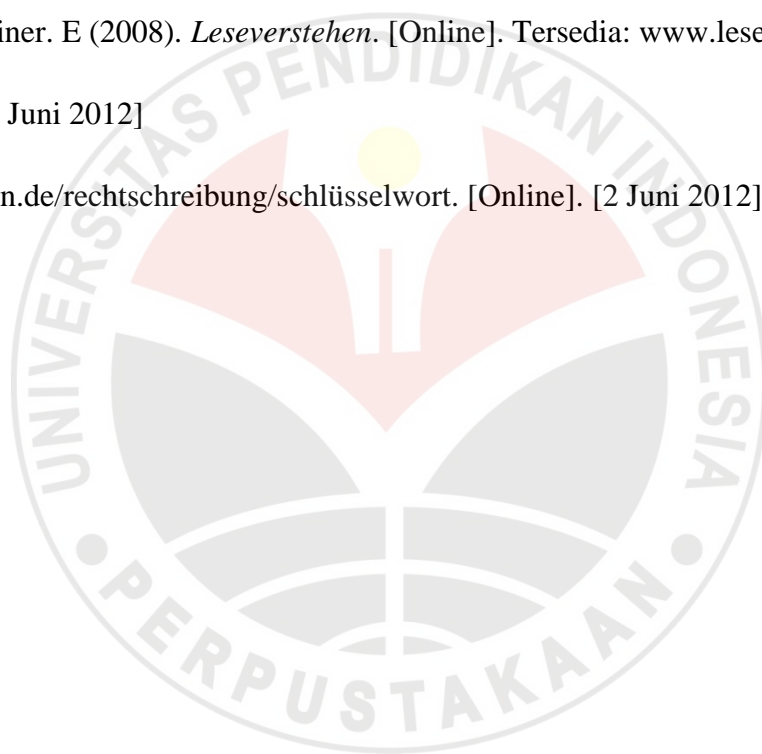 iner. E (2008). Leseverstehen. [Online]. Tersedia: www.lese
Juni 2012]
n.de/rechtschreibung/schlüsselwort. [Online]. [2 Juni 2012]
UNIVERSITAS PENDIDIKAN INDONESIA
PERPUSTAKAAN